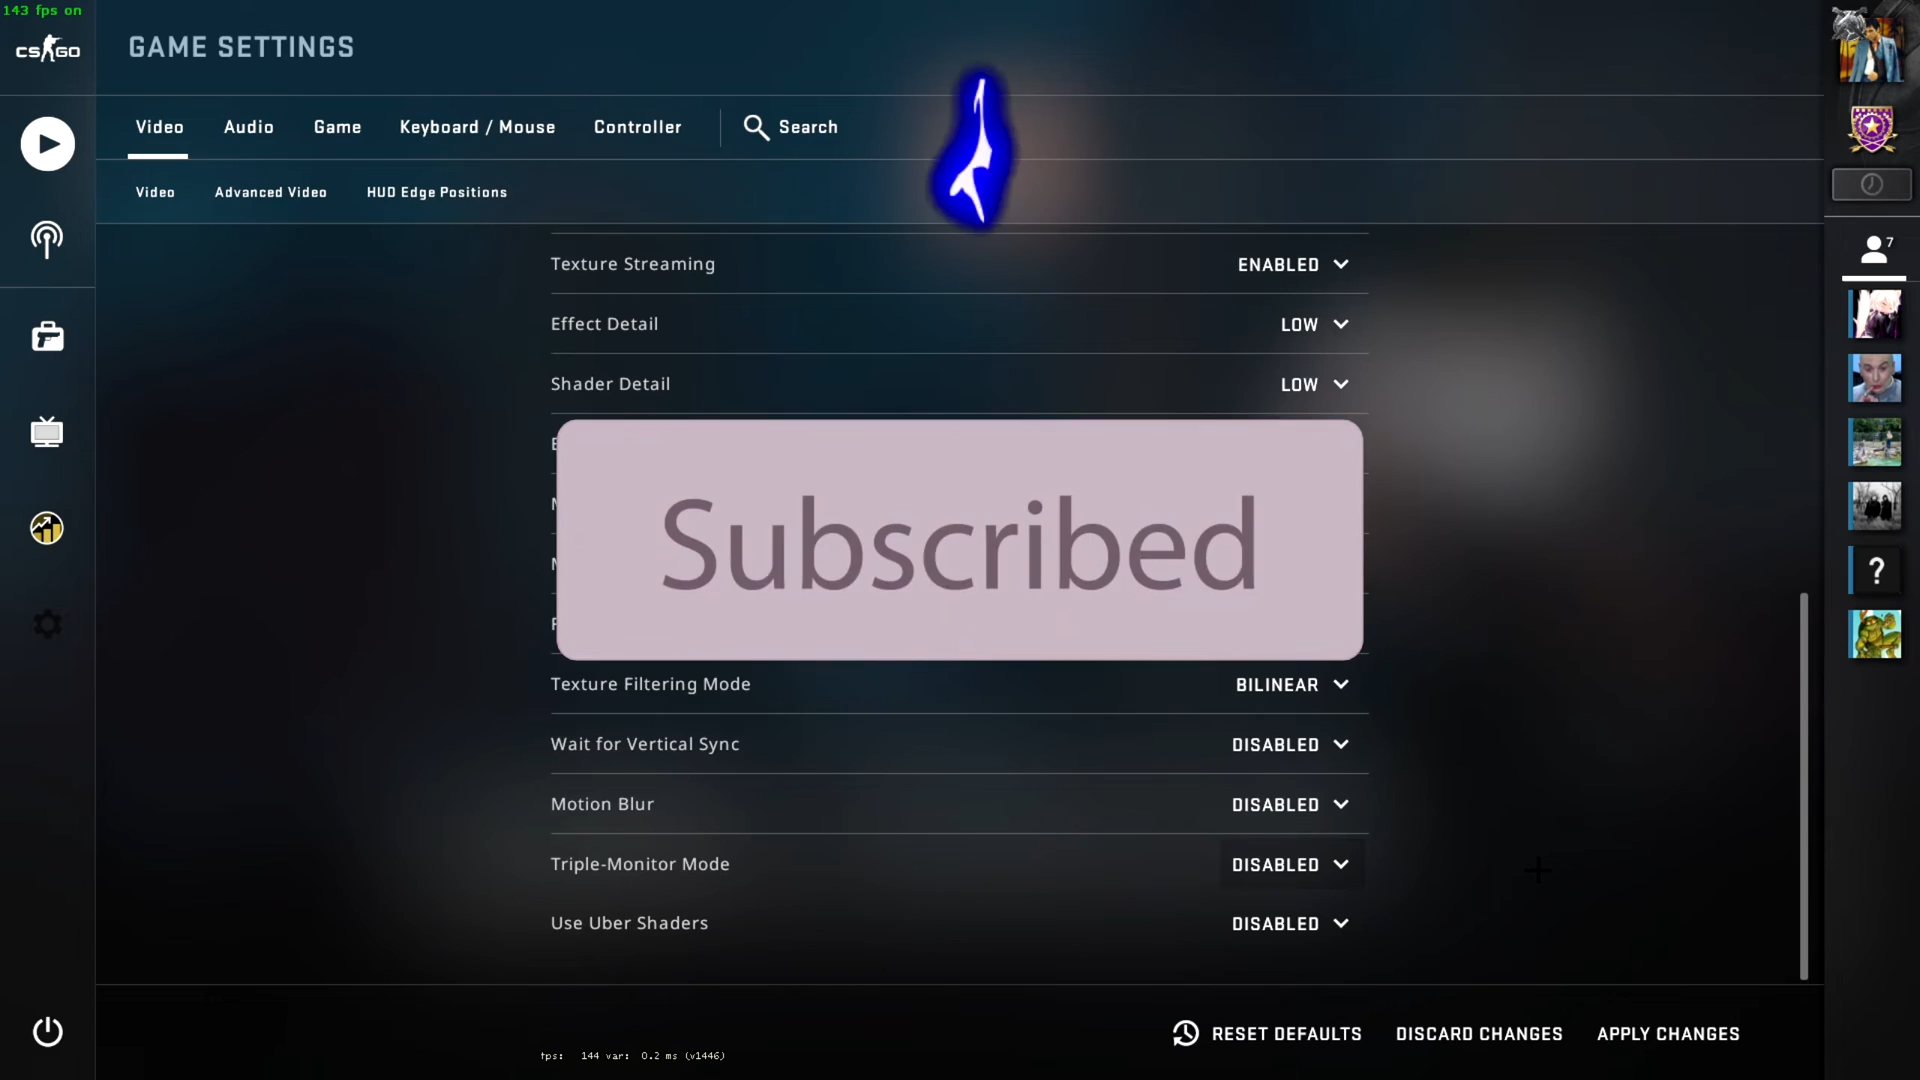 143 fps on
CS GO
GAME SETTINGS
Video
Audio
Game
Keyboard / Mouse
Controller
Search
Video
Advanced Video
HUD Edge Positions
7
Texture Streaming
ENABLED
Effect Detail
LOW
Shader Detail
LOW
Subscribed
Texture Filtering Mode
BILINEAR
Wait for Vertical Sync
DISABLED
Motion Blur
DISABLED
Triple-Monitor Mode
DISABLED
Use Uber Shaders
DISABLED
?
RESET DEFAULTS
DISCARD CHANGES
APPLY CHANGES
fps: 144 var: 0.2 ms (v1446)